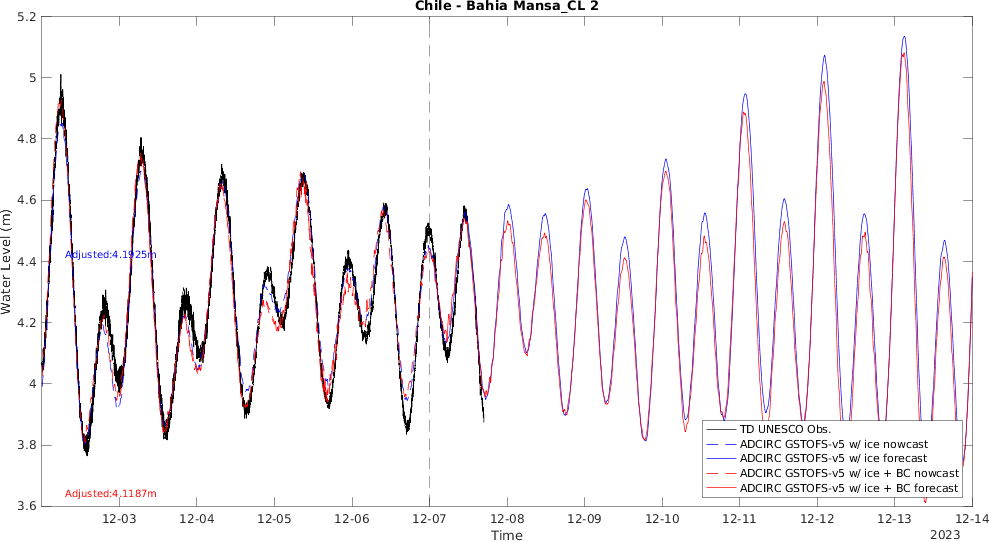 Chile - Bahia Mansa_CL 2
5.2
5
4.8
4.6
4.4
4.2
4
3.8
3.6
Water Level (m)
Adjusted:4.1925m
Adjusted:4.1187m
TD UNESCO Obs.
ADCIRC GSTOFS-v5 w/ ice nowcast
ADCIRC GSTOFS-v5 w/ ice forecast
ADCIRC GSTOFS-v5 w/ ice + BC nowcast
ADCIRC GSTOFS-v5 w/ ice + BC forecast
12-03 12-04 12-05 12-06 12-07 12-08 12-09 12-10 12-11 12-12 12-13 12-14
Time
2023